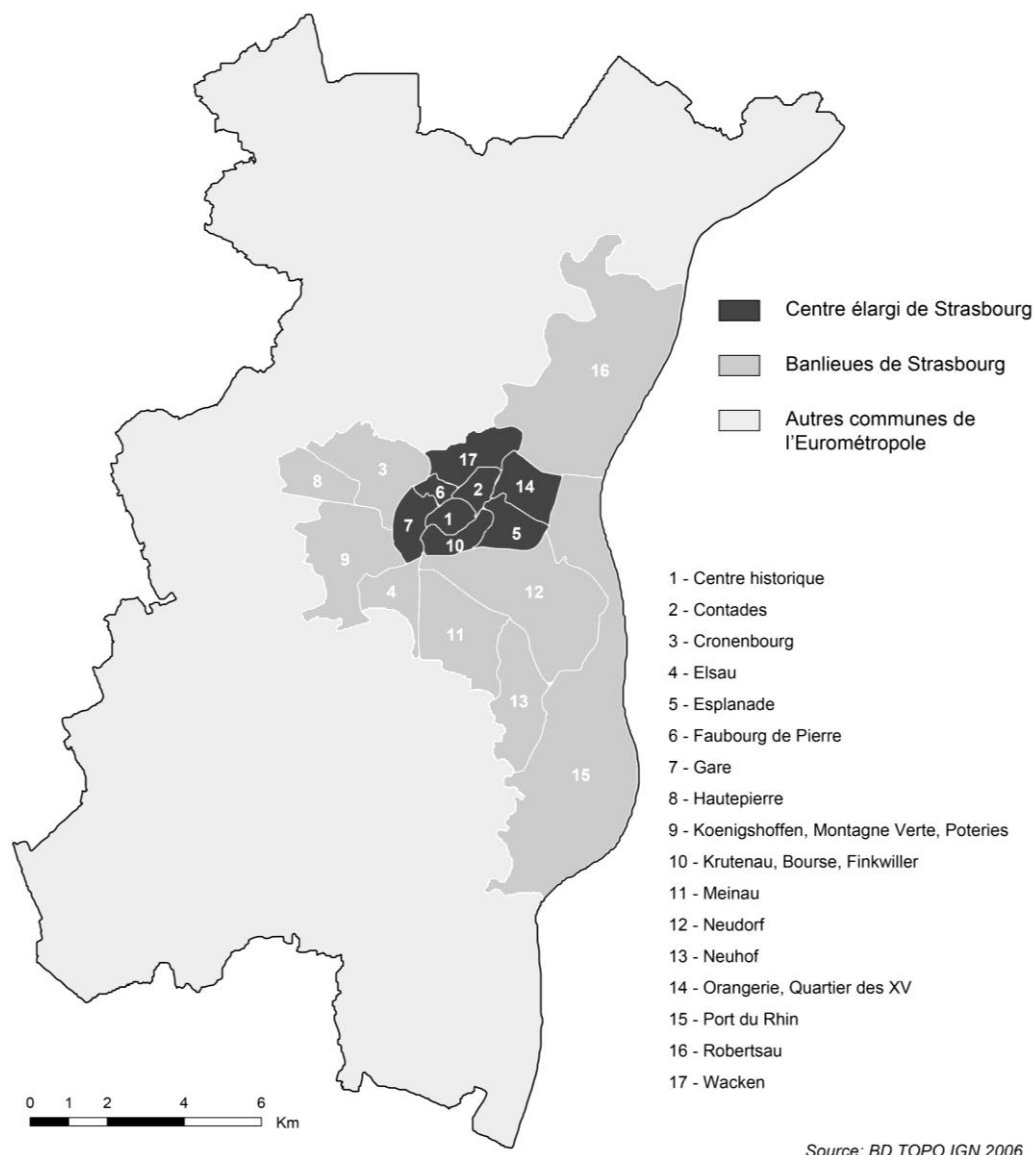 16
17
3
8
6
2
14
7
1
5
10
9
4
12
11
13
15
Centre élargi de Strasbourg
Banlieues de Strasbourg
Autres communes de
l'Eurométropole
1 - Centre historique
2 - Contades
3 - Cronenbourg
4 - Elsau
5 - Esplanade
6 - Faubourg de Pierre
7 - Gare
8 - Hautepierre
9 - Koenigshoffen, Montagne Verte, Poteries
10 - Krutenau, Bourse, Finkwiller
11 - Meinau
12 - Neudorf
13 - Neuhof
14 - Orangerie, Quartier des XV
15 - Port du Rhin
16 - Robertsau
17 - Wacken
0 1 2 4 6
Km
Source: BD TOPO IGN 2006